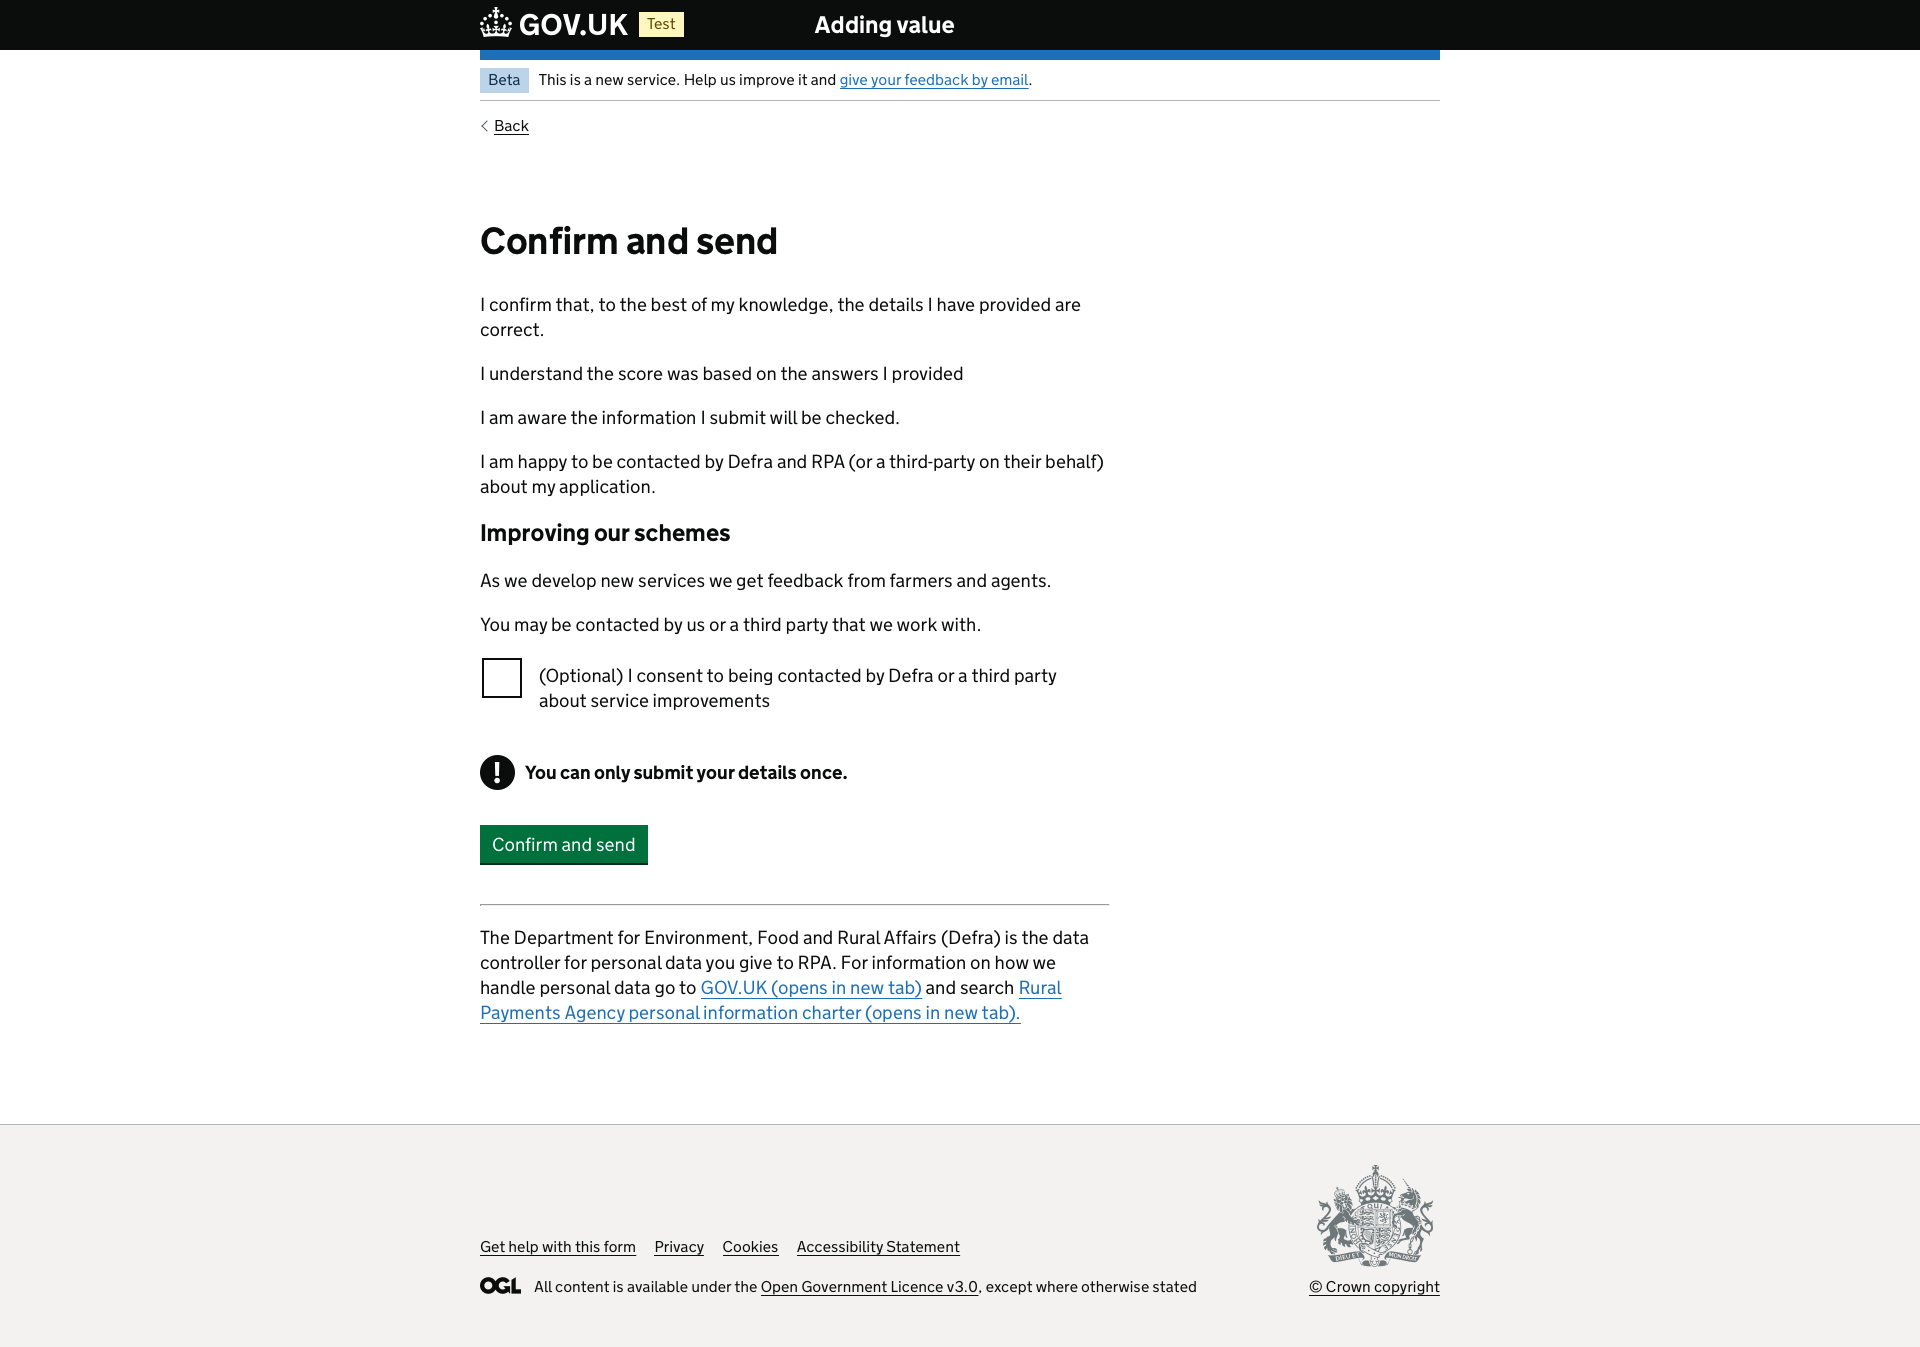 GOV.UK Test Adding value
Beta This is a new service. Help us improve it and give your feedback by email.
Back
Confirm and send
I confirm that, to the best of my knowledge, the details I have provided are
correct.
I understand the score was based on the answers I provided
I am aware the information I submit will be checked.
I am happy to be contacted by Defra and RPA (or a third-party on their behalf)
about my application.
Improving our schemes
As we develop new services we get feedback from farmers and agents.
You may be contacted by us or a third party that we work with.
(Optional) I consent to being contacted by Defra or a third party
about service improvements
! You can only submit your details once.
Confirm and send
The Department for Environment, Food and Rural Affairs (Defra) is the data
controller for personal data you give to RPA. For information on how we
handle personal data go to GOV.UK (opens in new tab) and search Rural
Payments Agency personal information charter (opens in new tab).
Get help with this form Privacy Cookies Accessibility Statement
OGL All content is available under the Open Government Licence v3.0, except where otherwise stated
© Crown copyright